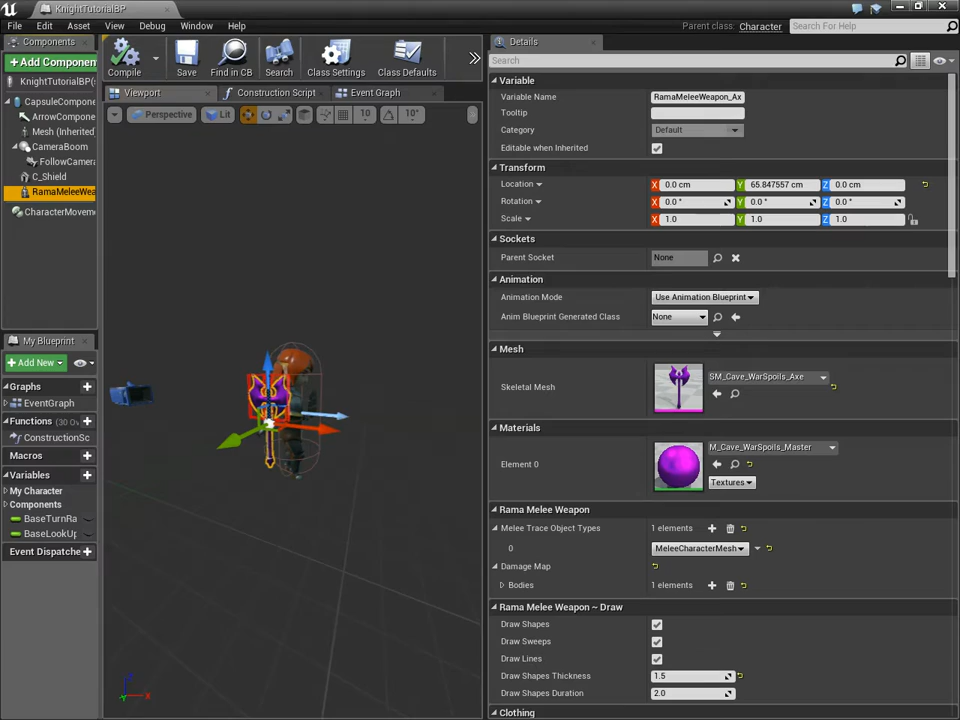 KnightTutorialBP
File Edit Asset View Debug Window Help
Parent class: Character
Search For Help
Components
+ Add Componen
KnightTutorialBP(
CapsuleCompone
ArrowCompone
Mesh (Inherited)
CameraBoom
FollowCamera
C_Shield
RamaMeleeWea
CharacterMovem
Compile
Save
Find in CB
Search
Class Settings
Class Defaults
Viewport
Construction Script
Event Graph
Perspective
Lit
10
10°
My Blueprint
+ Add New
Graphs
EventGraph
Functions (30 Ov
ConstructionSc
Macros
Variables
My Character
Components
BaseTurnRa
BaseLookUp
Event Dispatche
Z
X
Y
Details
Search
Variable
Variable Name RamaMeleeWeapon_Ax
Tooltip
Category Default
Editable when Inherited
Transform
Location X 0.0 cm Y 65.847557 cm Z 0.0 cm
Rotation X 0.0 ° Y 0.0 ° Z 0.0 °
Scale X 1.0 Y 1.0 Z 1.0
Sockets
Parent Socket None
Animation
Animation Mode Use Animation Blueprint
Anim Blueprint Generated Class None
Mesh
Skeletal Mesh SM_Cave_WarSpoils_Axe
Materials
Element 0 M_Cave_WarSpoils_Master
Textures
Rama Melee Weapon
Melee Trace Object Types 1 elements
0 MeleeCharacterMesh
Damage Map
Bodies 1 elements
Rama Melee Weapon ~ Draw
Draw Shapes
Draw Sweeps
Draw Lines
Draw Shapes Thickness 1.5
Draw Shapes Duration 2.0
Clothing